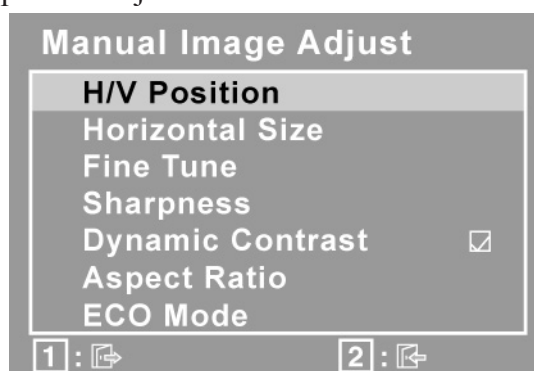 Manual Image Adjust
H/V Position
Horizontal Size
Fine Tune
Sharpness
Dynamic Contrast
Aspect Ratio
ECO Mode
1: 2: